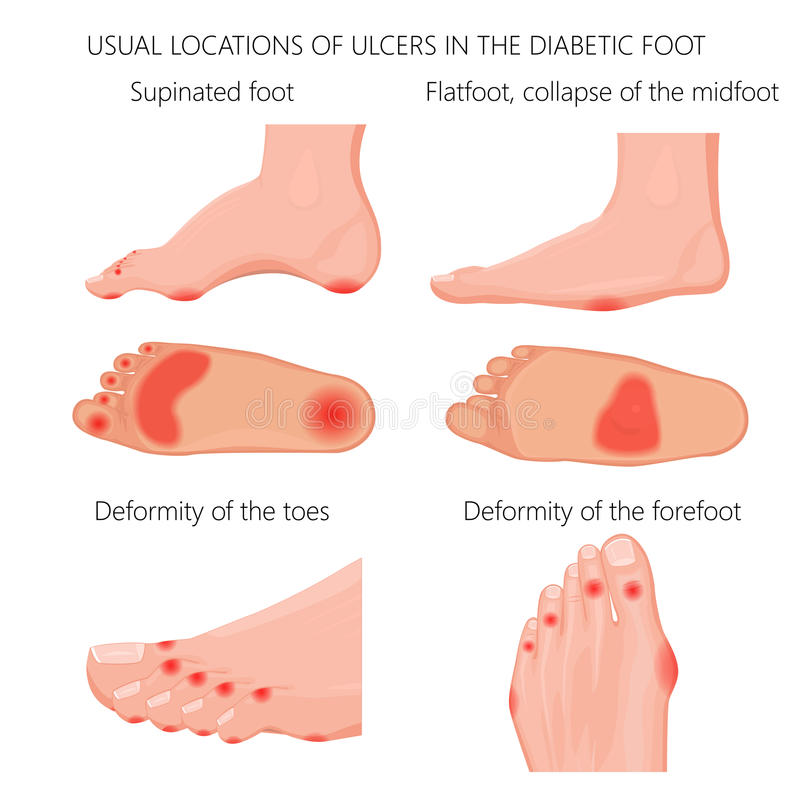 USUAL LOCATIONS OF ULCERS IN THE DIABETIC FOOT
Supinated foot
Flatfoot, collapse of the midfoot
dreamstime
Deformity of the toes
Deformity of the forefoot